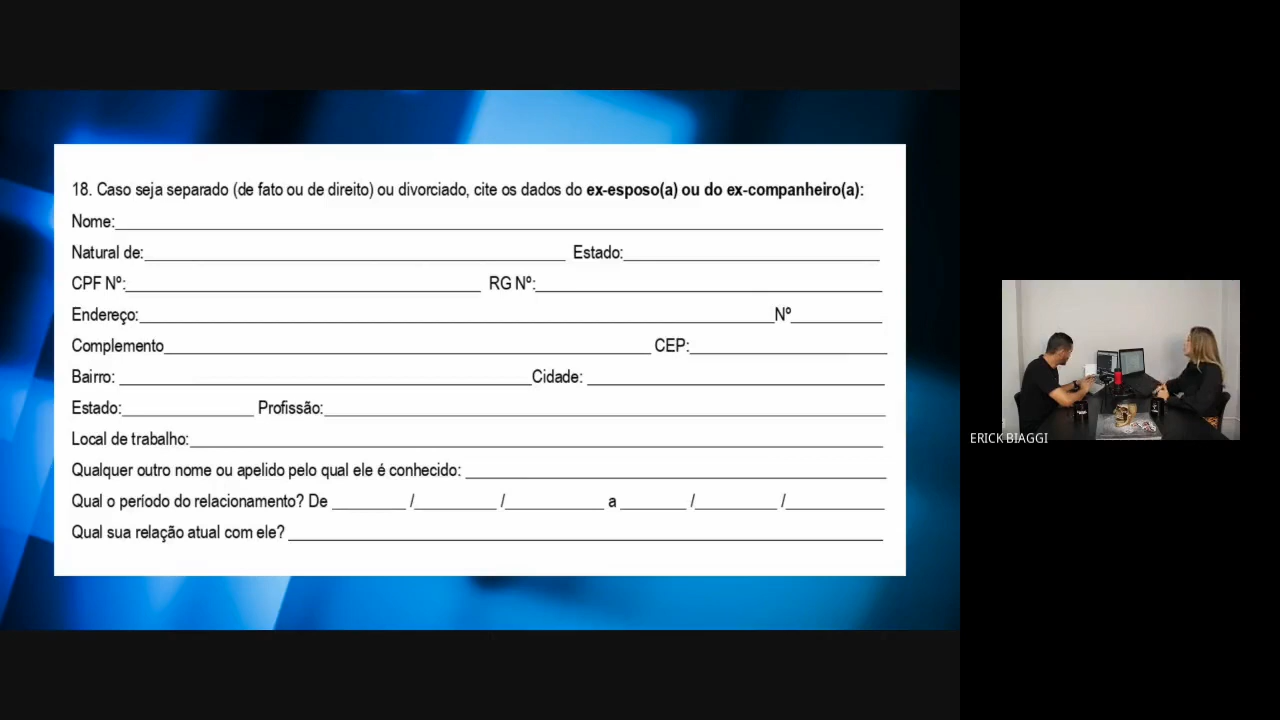 18. Caso seja separado (de fato ou de direito) ou divorciado, cite os dados do ex-esposo(a) ou do ex-companheiro(a):
Nome:
Natural de: Estado:
CPF Nº: RG Nº:
Endereço: Nº
Complemento CEP:
Bairro: Cidade:
Estado: Profissão:
Local de trabalho:
Qualquer outro nome ou apelido pelo qual ele é conhecido:
Qual o período do relacionamento? De / / a / /
Qual sua relação atual com ele?
ERICK BIAGGI